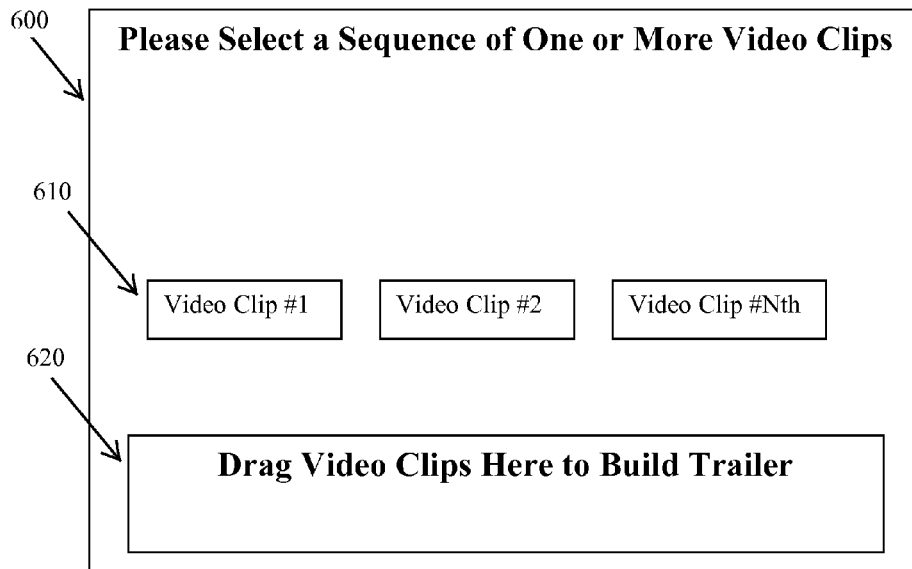 600
Please Select a Sequence of One or More Video Clips
610
Video Clip #1
Video Clip #2
Video Clip #Nth
620
Drag Video Clips Here to Build Trailer